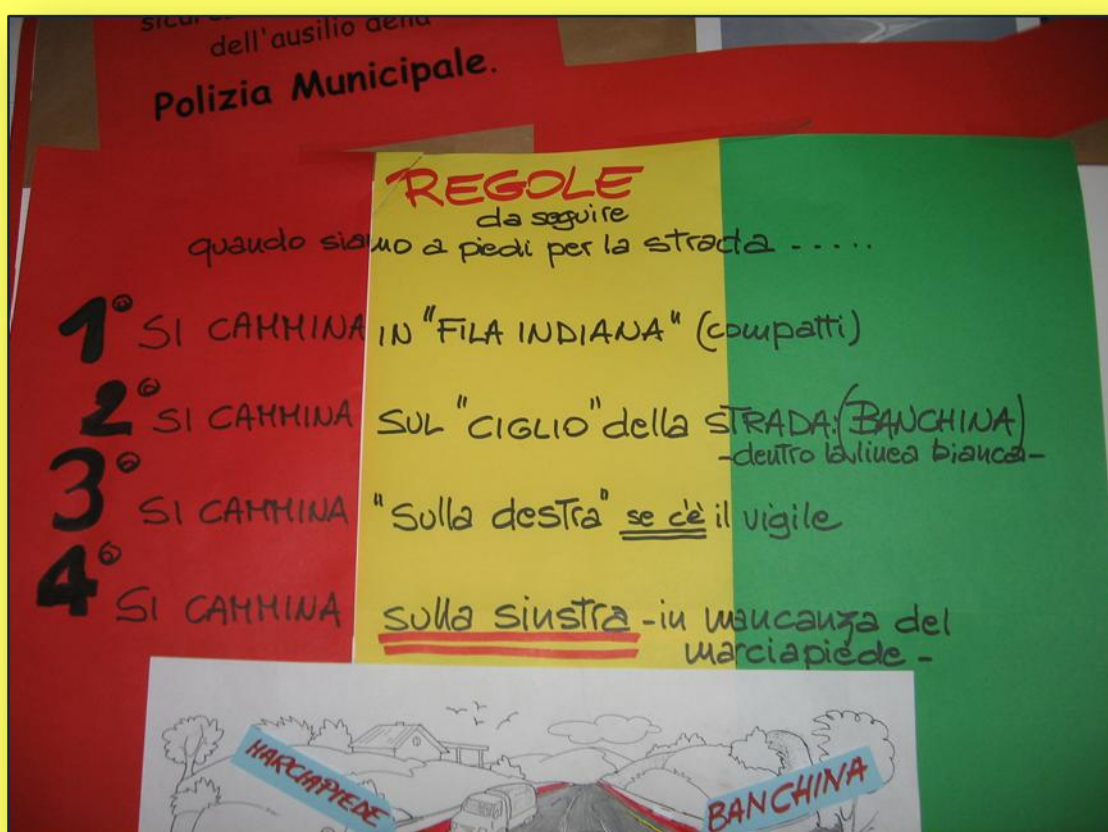 dell'ausilio della
Polizia Municipale.
REGOLE
da seguire
quando siamo a piedi per la strada .....
1° SI CAMMINA IN "FILA INDIANA" (compatti)
2° SI CAMMINA SUL "CIGLIO" della STRADA: (BANCHINA)
-dentro la linea bianca-
3° SI CAMMINA "Sulla destra" se c'è il vigile
4° SI CAMMINA sulla sinstra - in mancanza del
marciapiede -
MARCIAPIEDE
BANCHINA